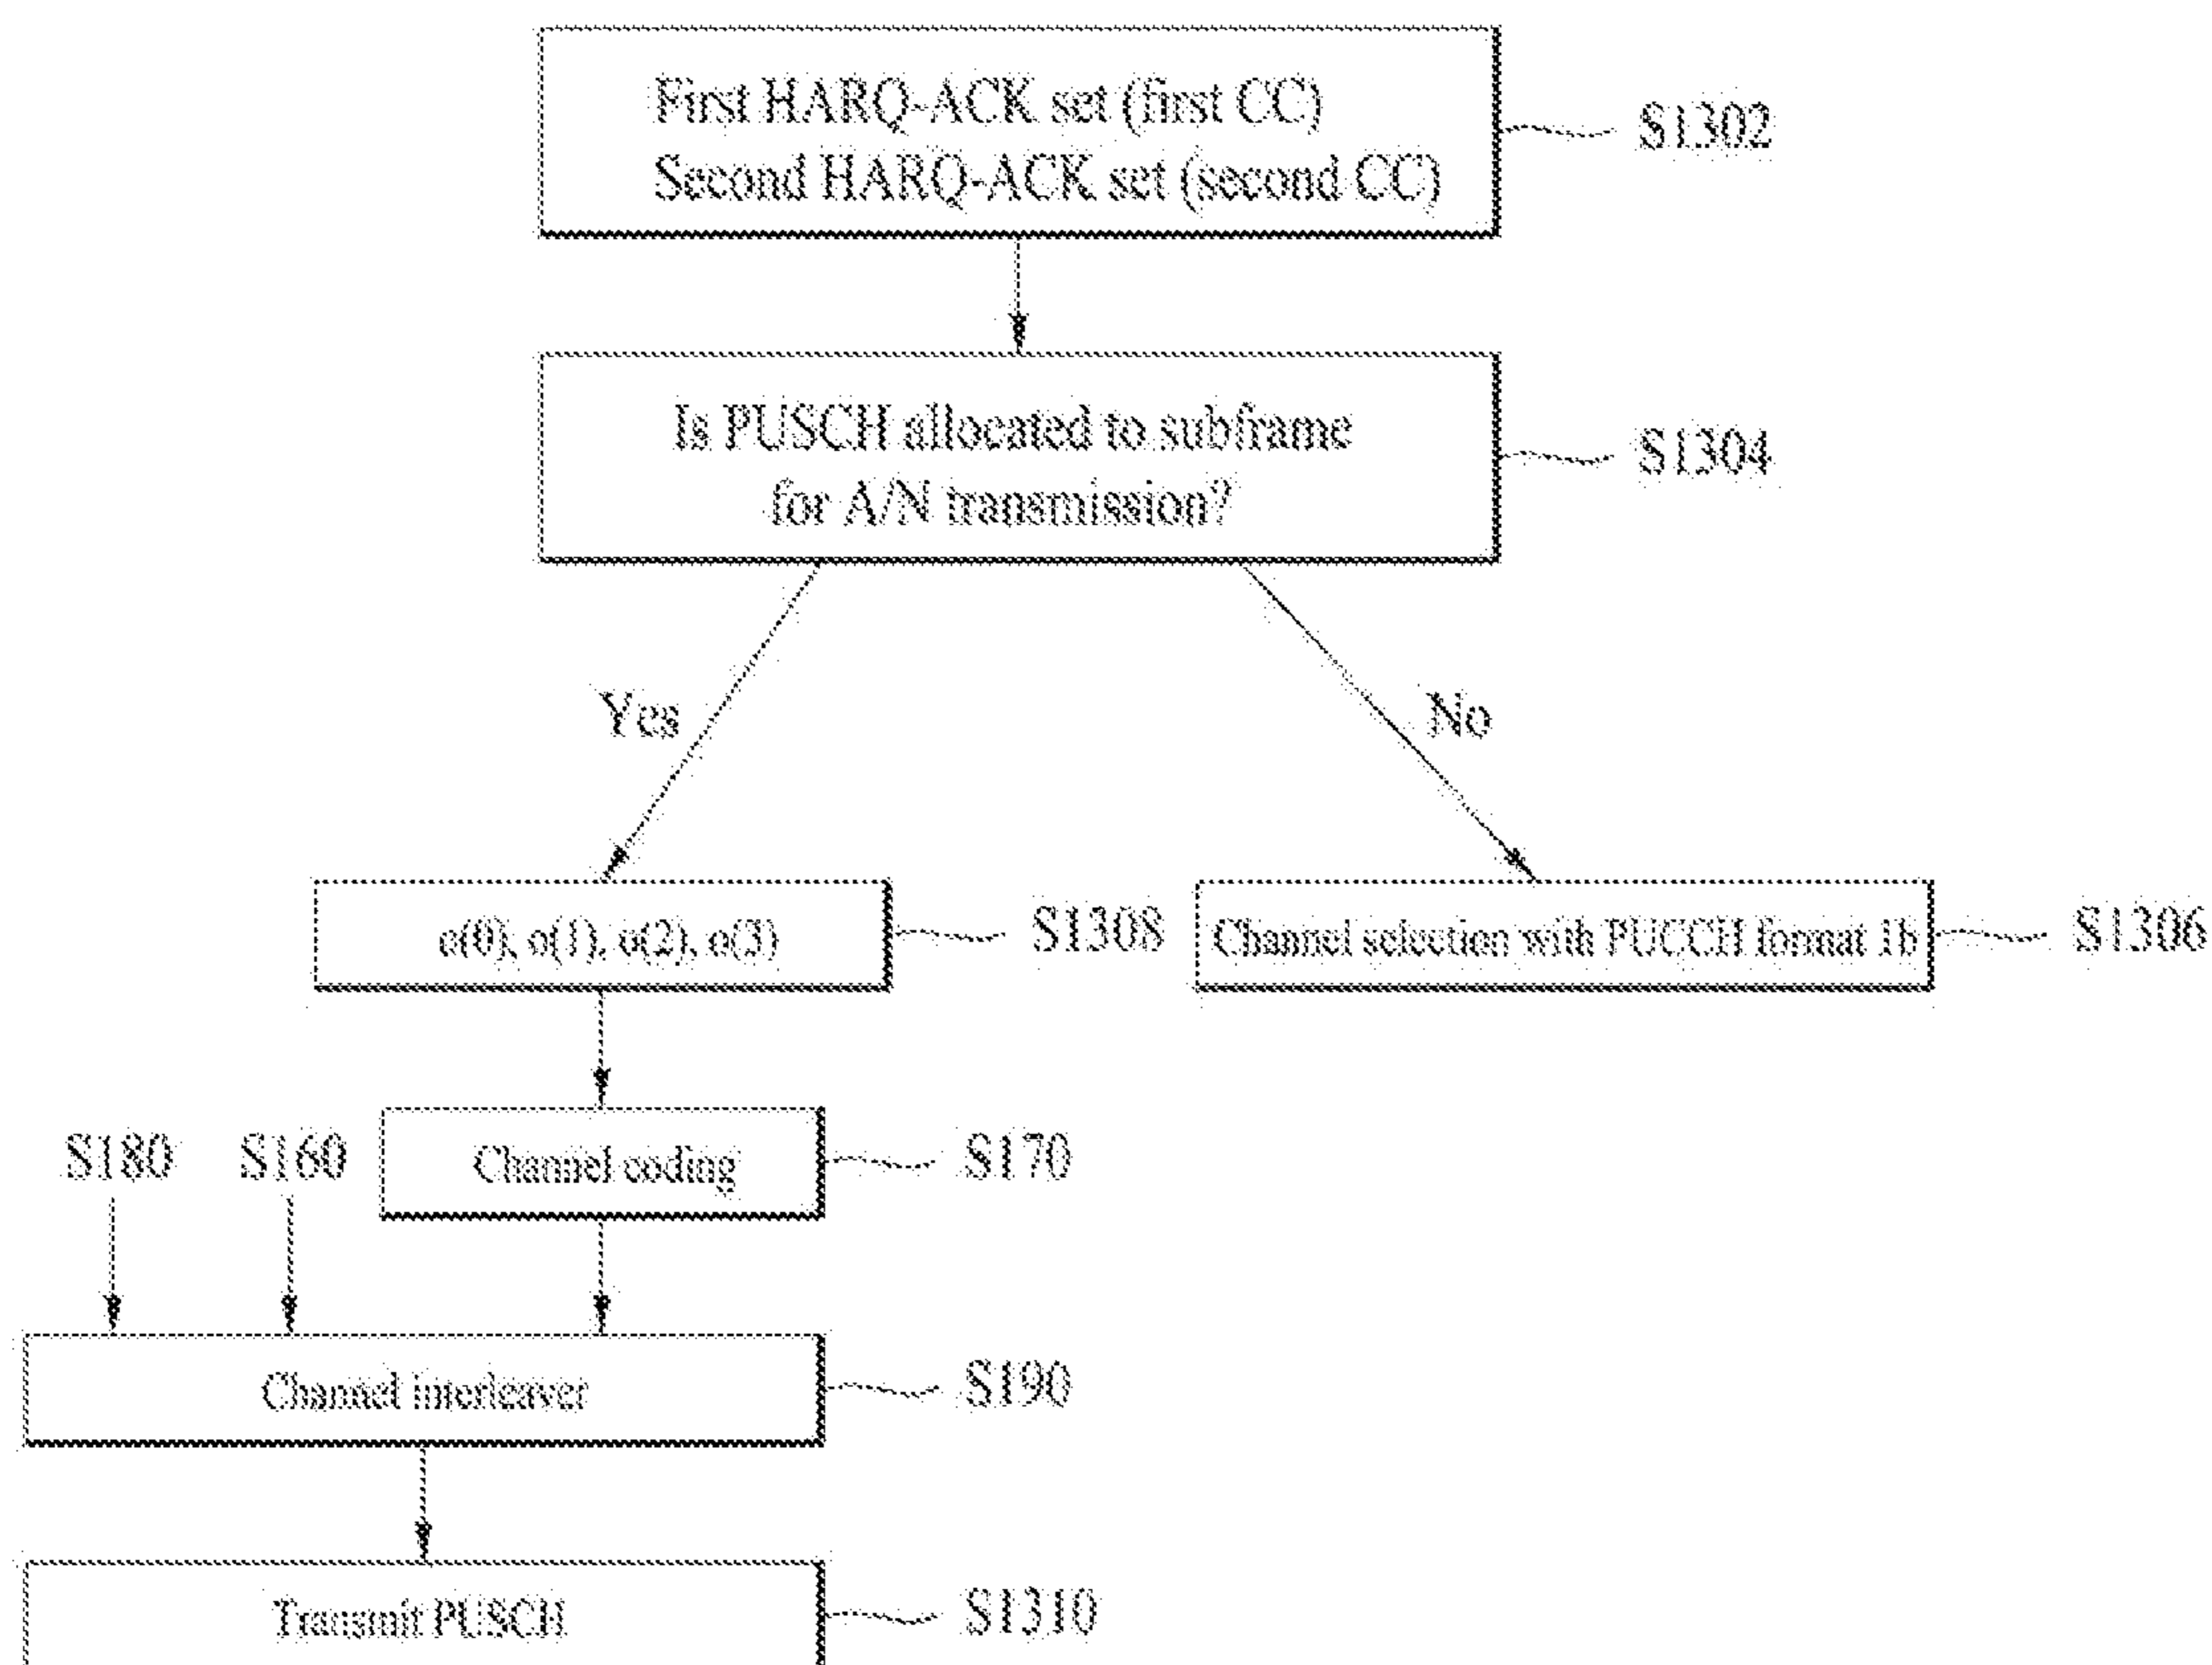 First HARQ-ACK set (first CC)
Second HARQ-ACK set (second CC)
S1302
Is PUSCH allocated to subframe
for A/N transmission?
S1304
Yes
No
o(0), o(1), o(2), o(3)
S1308
Channel selection with PUCCH format 1b
S1306
S180
S160
Channel coding
S170
Channel interleaver
S190
Transmit PUSCH
S1310